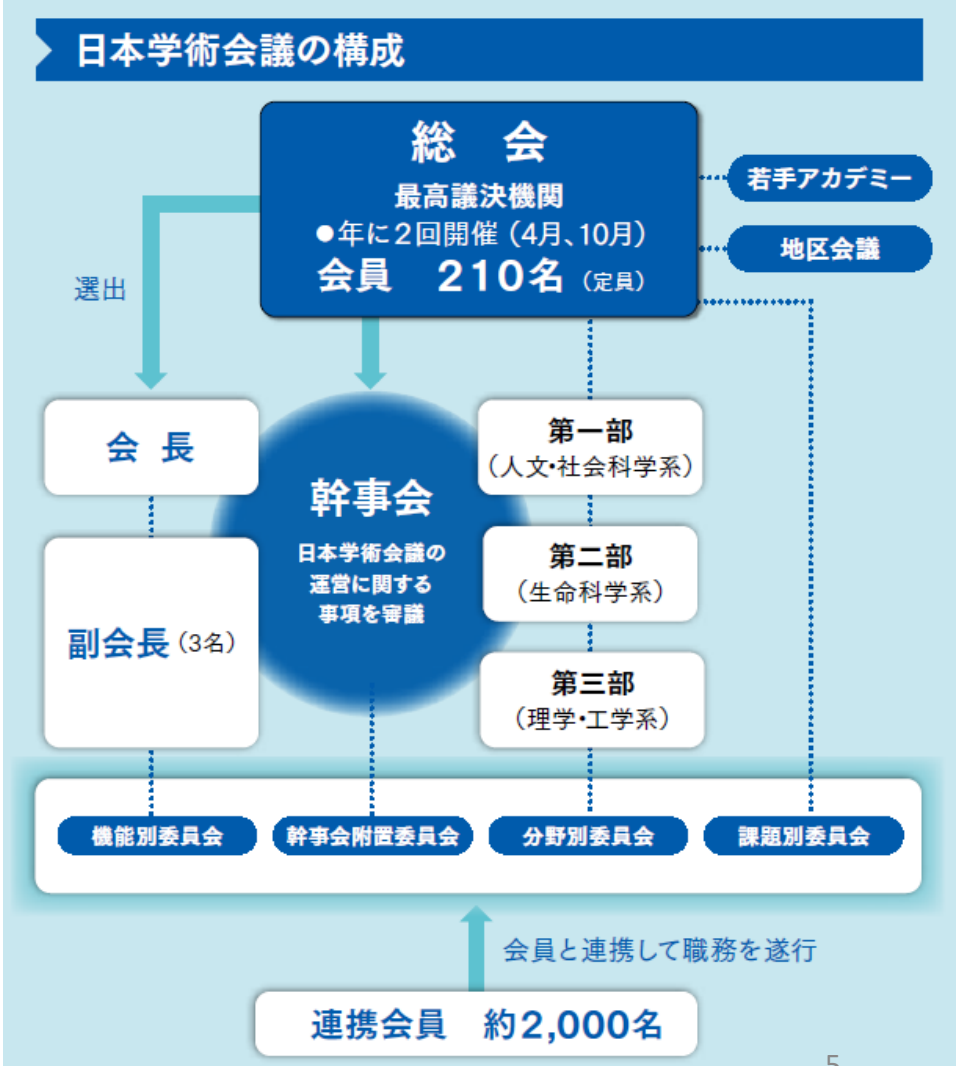 日本学術会議の構成
総 会
最高議決機関
●年に2回開催（4月、10月）
会員 210名（定員）
若手アカデミー
地区会議
選出
会 長
副会長（3名）
幹事会
日本学術会議の
運営に関する
事項を審議
第一部
（人文・社会科学系）
第二部
（生命科学系）
第三部
（理学・工学系）
機能別委員会
幹事会附置委員会
分野別委員会
課題別委員会
会員と連携して職務を遂行
連携会員 約2,000名
5